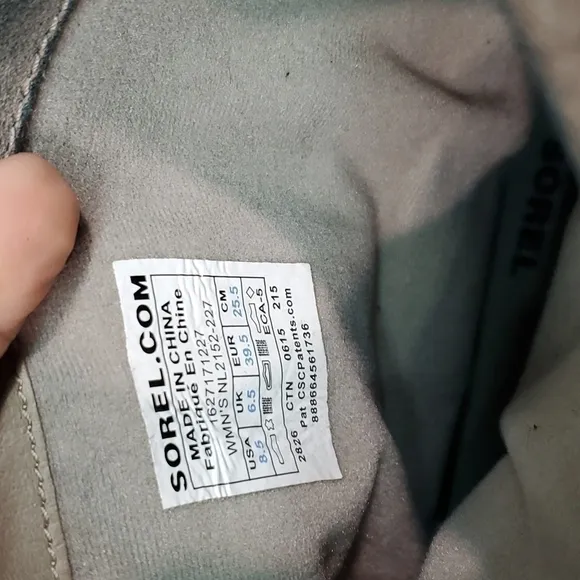 SOREL.COM
MADE IN CHINA
Fabriqué En Chine
1627171227
WMN'S NL2152-227
USA UK EUR CM
8.5 6.5 39.5 25.5
ECA-5
2826 CTN 0615 215
Pat CSCPatents.com
888664561736
SOREL